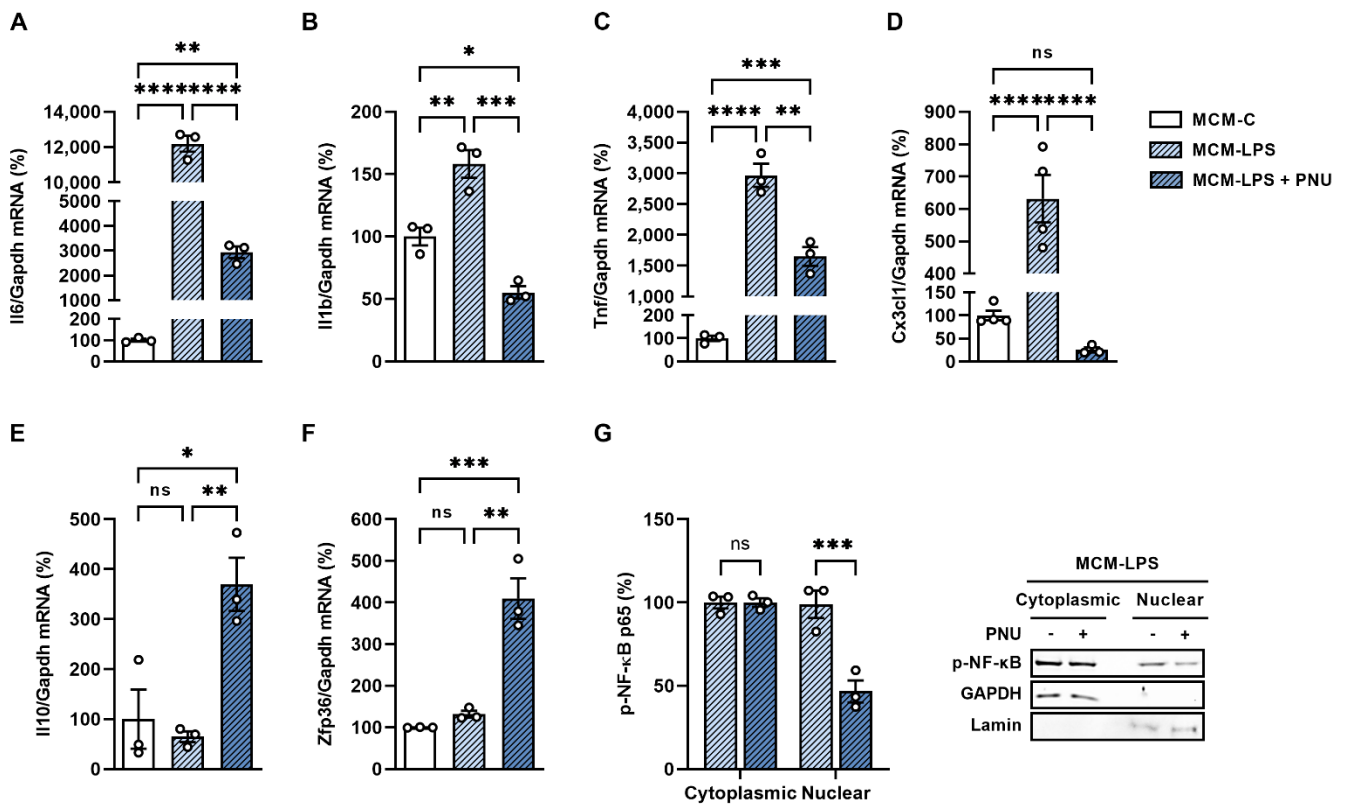 A
Il6/Gapdh mRNA (%)
**
**** ****
14,000
12,000
10,000
5000
4000
3000
2000
1000
200
100
0
B
Il1b/Gapdh mRNA (%)
*
** ***
200
150
100
50
0
C
Tnf/Gapdh mRNA (%)
***
**** **
4,000
3,500
3,000
2,500
2,000
1,500
1,000
200
100
0
D
Cx3cl1/Gapdh mRNA (%)
ns
**** ****
900
800
700
600
500
400
150
100
50
0
MCM-C
MCM-LPS
MCM-LPS + PNU
E
Il10/Gapdh mRNA (%)
*
ns **
500
400
300
200
100
0
F
Zfp36/Gapdh mRNA (%)
***
ns **
600
500
400
300
200
100
0
G
p-NF-κB p65 (%)
ns ***
150
100
50
0
Cytoplasmic Nuclear
MCM-LPS
Cytoplasmic Nuclear
PNU - + - +
p-NF-κB
GAPDH
Lamin